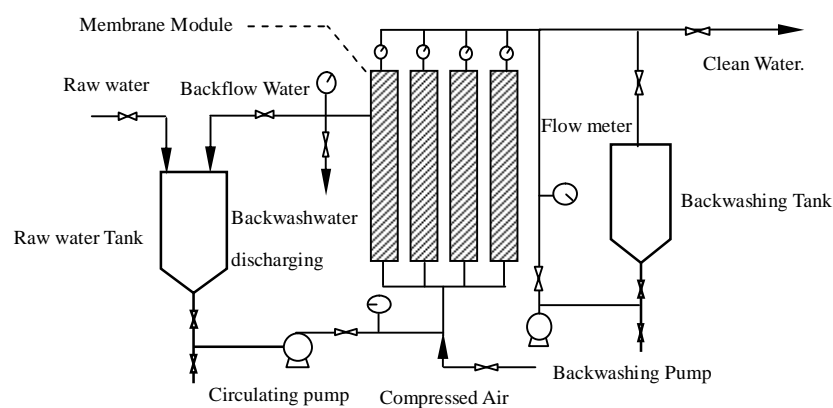 Membrane Module
Clean Water.
Raw water
Backflow Water
Flow meter
Backwashing Tank
Backwashwater
discharging
Raw water Tank
Backwashing Pump
Circulating pump
Compressed Air